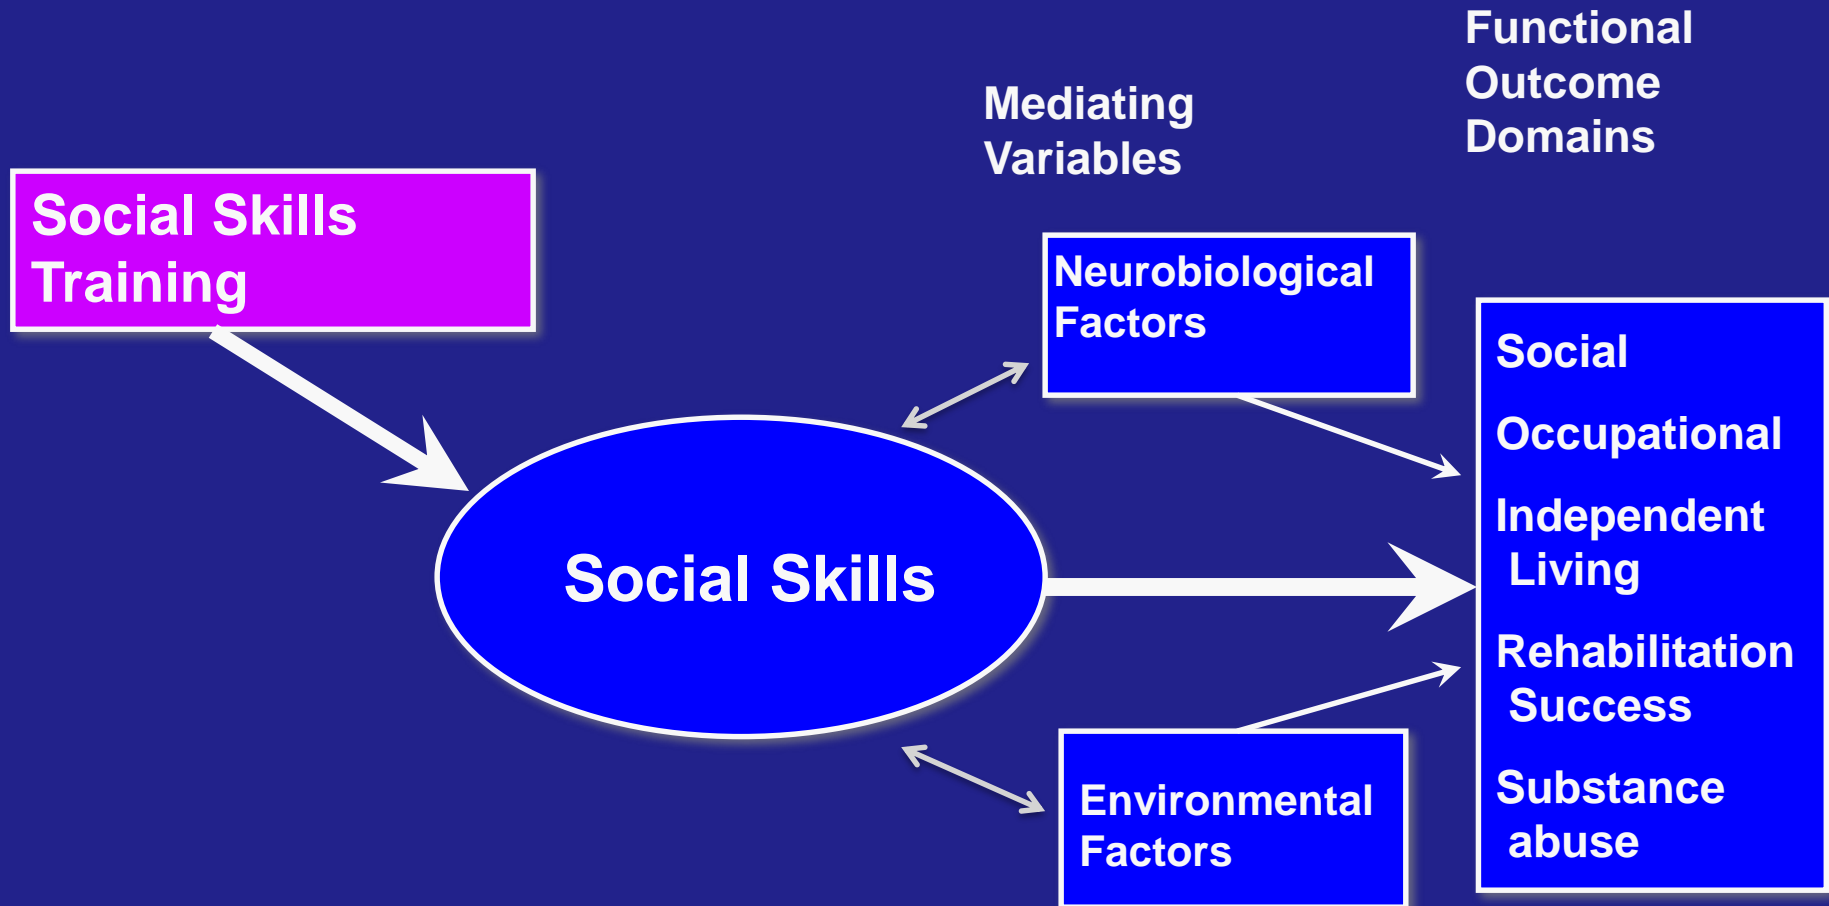 Functional
Outcome
Domains
Mediating
Variables
Social Skills
Training
Neurobiological
Factors
Social
Occupational
Independent
Living
Rehabilitation
Success
Substance
abuse
Social Skills
Environmental
Factors